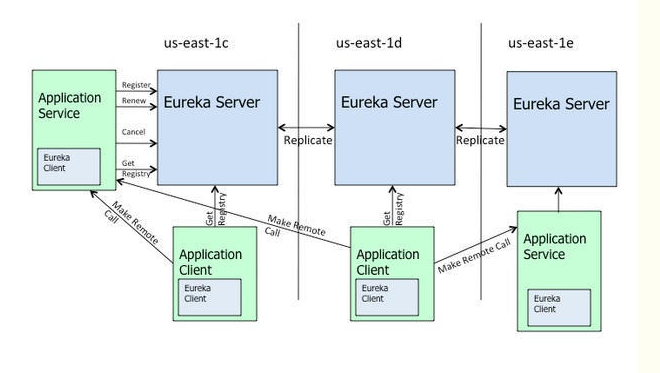 us-east-1c
us-east-1d
us-east-1e
Application
Service
Eureka
Client
Register
Renew
Cancel
Get
Registry
Eureka Server
Replicate
Eureka Server
Replicate
Eureka Server
Make Remote
Call
Get
Registry
Make Remote
Call
Get
Registry
Make Remote Call
Application
Client
Eureka
Client
Application
Client
Eureka
Client
Application
Service
Eureka
Client